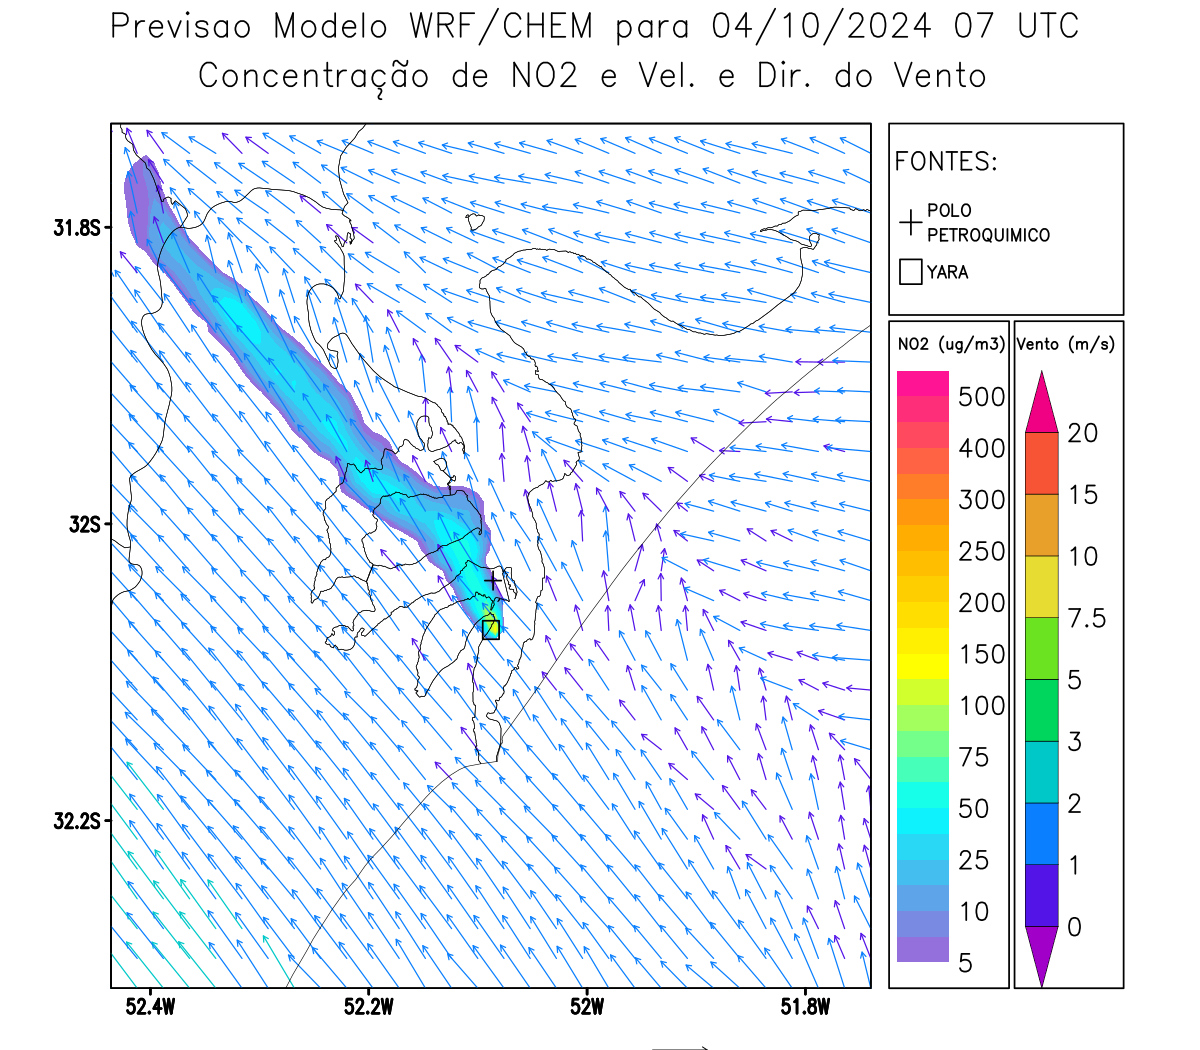 Previsao Modelo WRF/CHEM para 04/10/2024 07 UTC
Concentração de NO2 e Vel. e Dir. do Vento
FONTES:
POLO
PETROQUIMICO
YARA
NO2 (ug/m3)
500
400
300
250
200
150
100
75
50
25
10
5
Vento (m/s)
20
15
10
7.5
5
3
2
1
0
31.8S
32S
32.2S
52.4W
52.2W
52W
51.8W